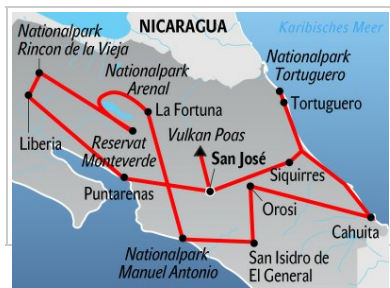 NICARAGUA
Karibisches Meer
Nationalpark
Rincon de la Vieja
Nationalpark
Arenal
Nationalpark
Tortuguero
La Fortuna
Tortuguero
Vulkan Poas
Liberia
Reservat
Monteverde
San José
Siquirres
Puntarenas
Orosi
Cahuita
Nationalpark
Manuel Antonio
San Isidro de
El General